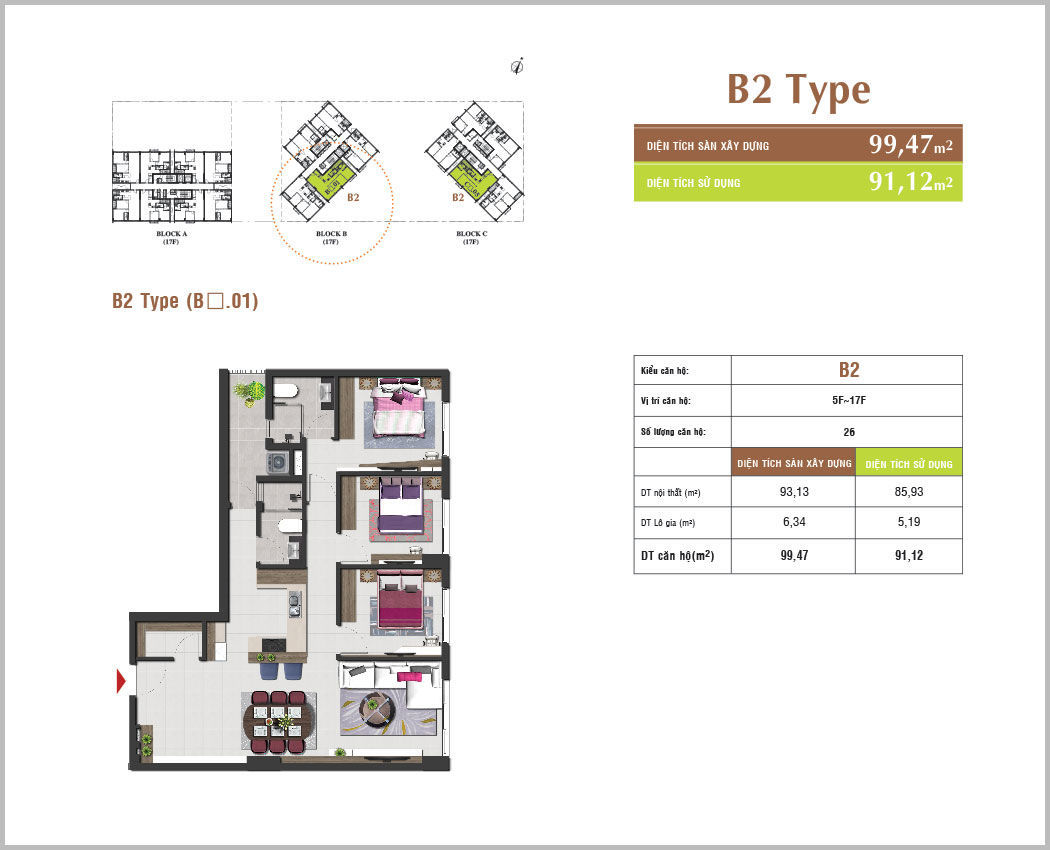 B2 Type
DIỆN TÍCH SÀN XÂY DỰNG 99,47m2
DIỆN TÍCH SỬ DỤNG 91,12m2
B2
B2
BLOCK A
(17F)
BLOCK B
(17F)
BLOCK C
(17F)
B2 Type (B□.01)
Kiểu căn hộ: B2
Vị trí căn hộ: 5F~17F
Số lượng căn hộ: 26
DIỆN TÍCH SÀN XÂY DỰNG DIỆN TÍCH SỬ DỤNG
DT nội thất (m²) 93,13 85,93
DT Lô gia (m²) 6,34 5,19
DT căn hộ(m²) 99,47 91,12